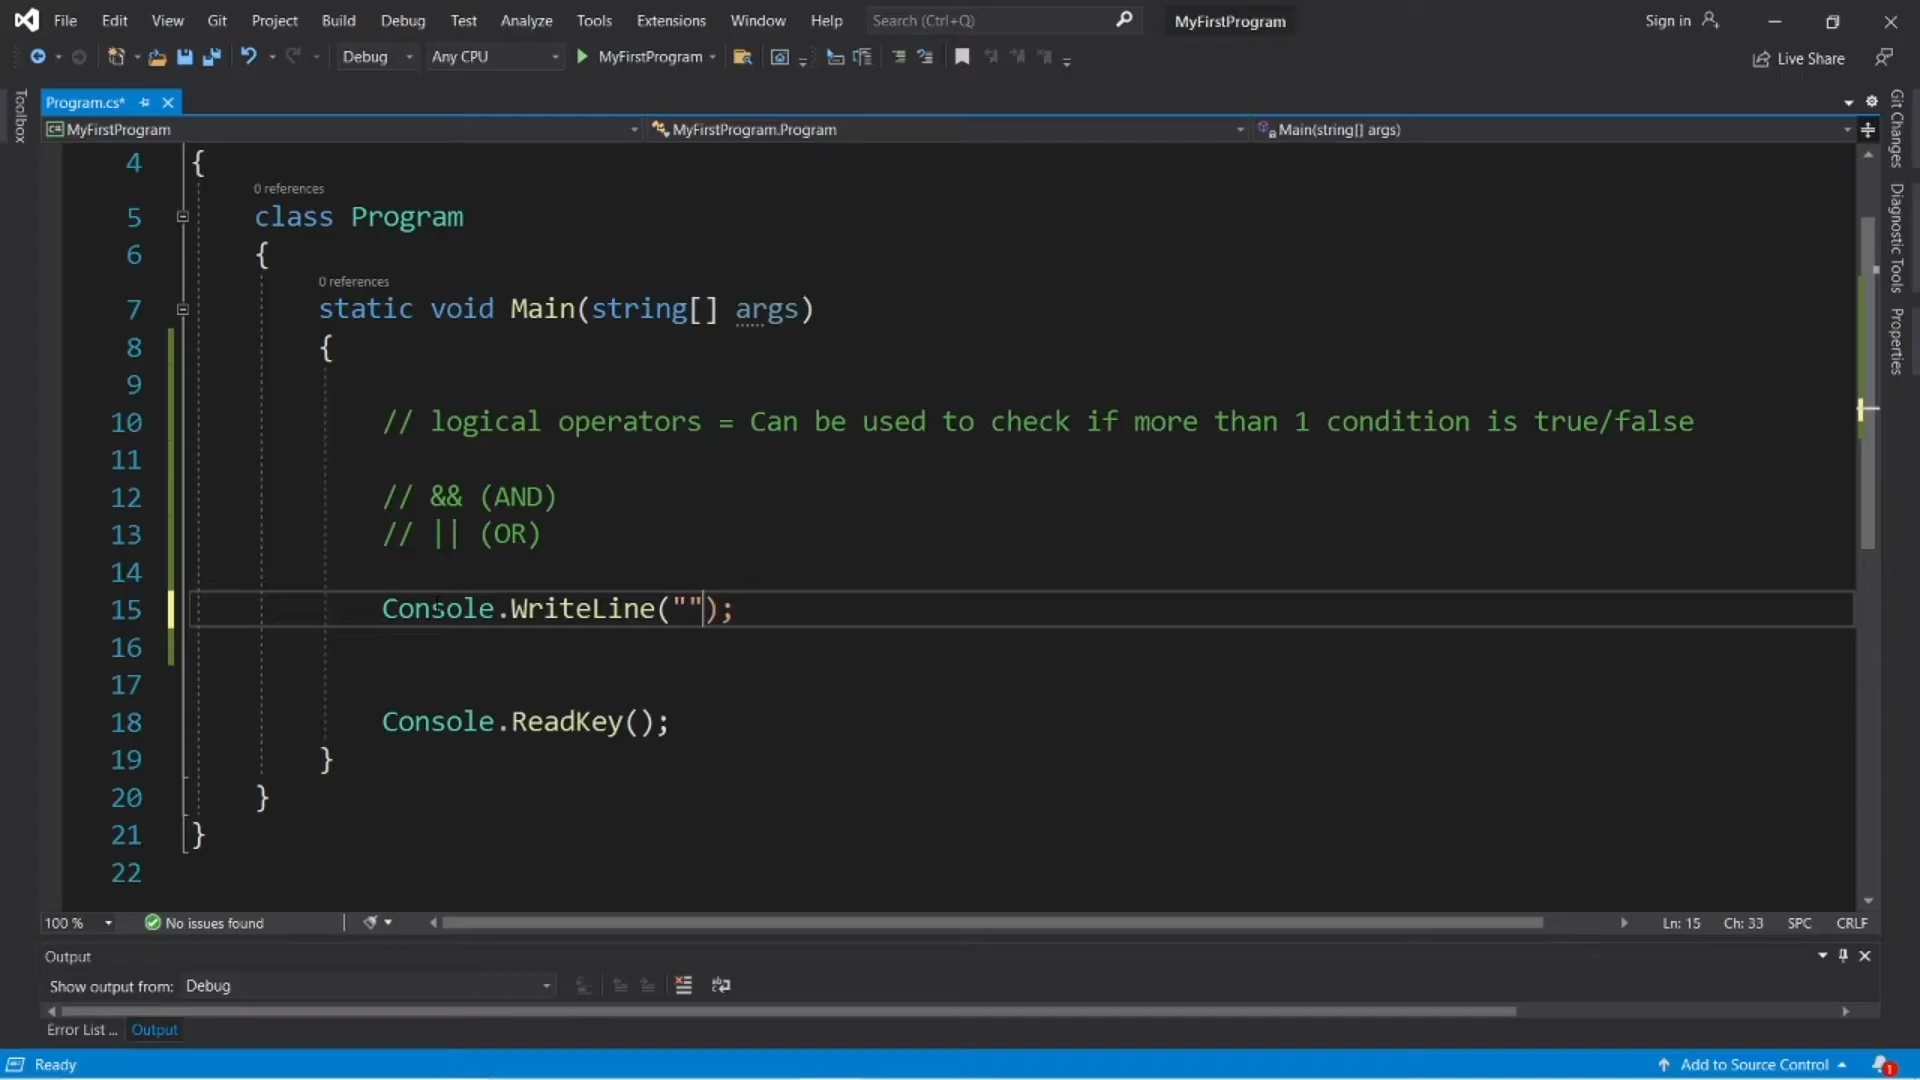 File Edit View Git Project Build Debug Test Analyze Tools Extensions Window Help Search (Ctrl+Q) MyFirstProgram Sign in
Debug Any CPU MyFirstProgram Live Share
Toolbox
Program.cs*
MyFirstProgram MyFirstProgram.Program Main(string[] args)
4 {
0 references
5 class Program
6 {
0 references
7 static void Main(string[] args)
8 {
9
10 // logical operators = Can be used to check if more than 1 condition is true/false
11
12 // && (AND)
13 // || (OR)
14
15 Console.WriteLine("");
16
17
18 Console.ReadKey();
19 }
20 }
21 }
22
Git Changes
Diagnostic Tools
Properties
100 % No issues found Ln: 15 Ch: 33 SPC CRLF
Output
Show output from: Debug
Error List ... Output
Ready Add to Source Control 1